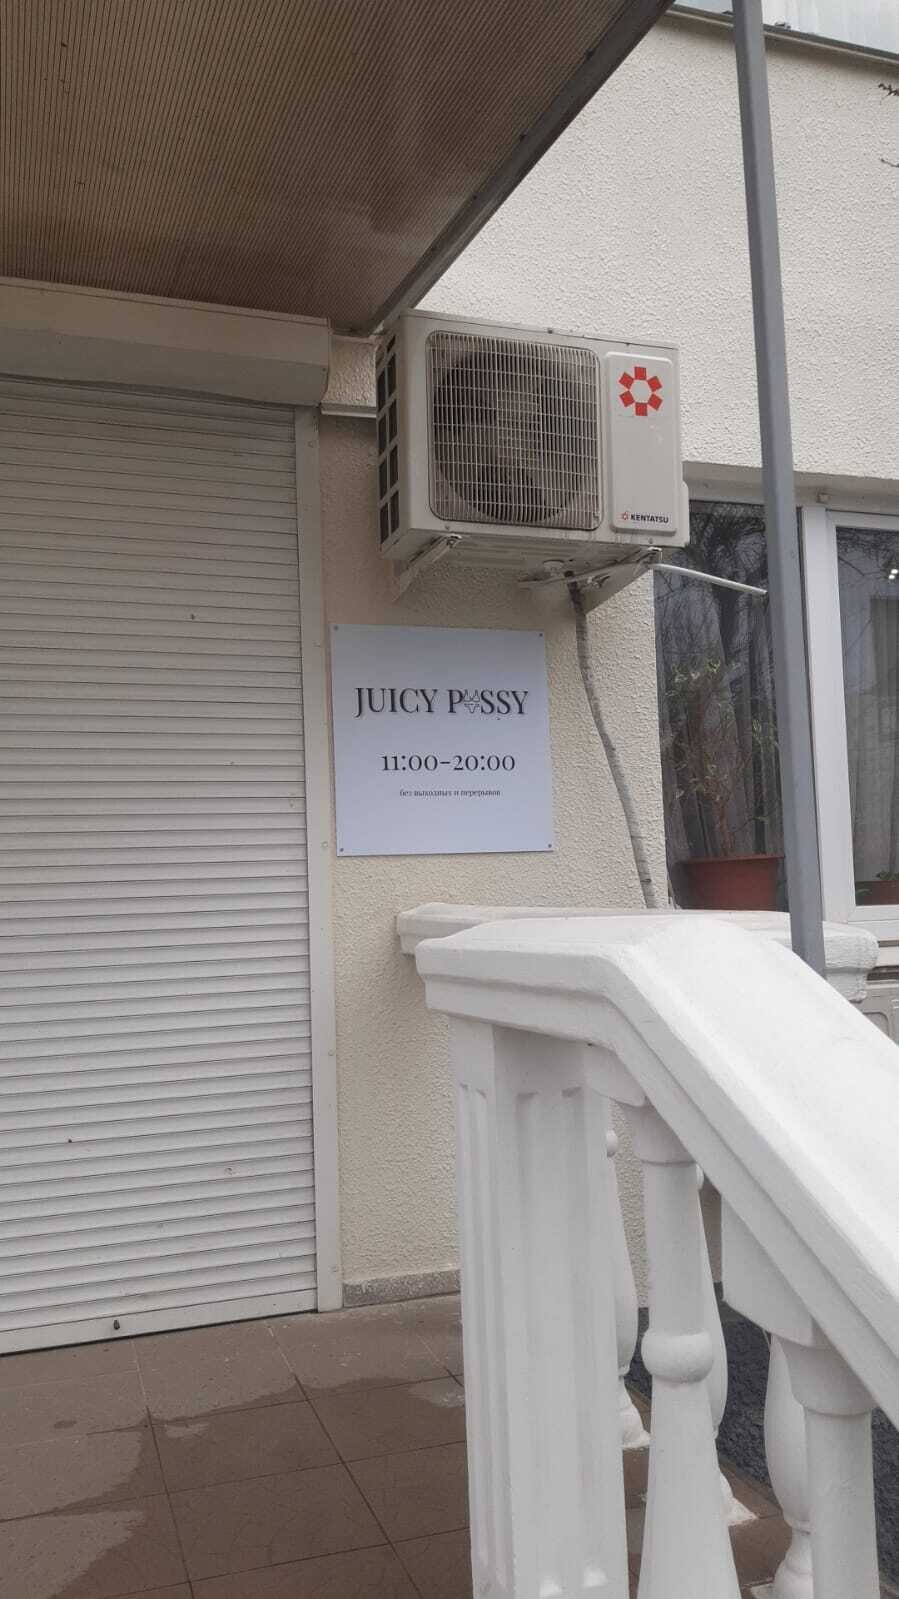 KENTATSU
JUICY PUSSY
11:00-20:00
без выходных и перерывов